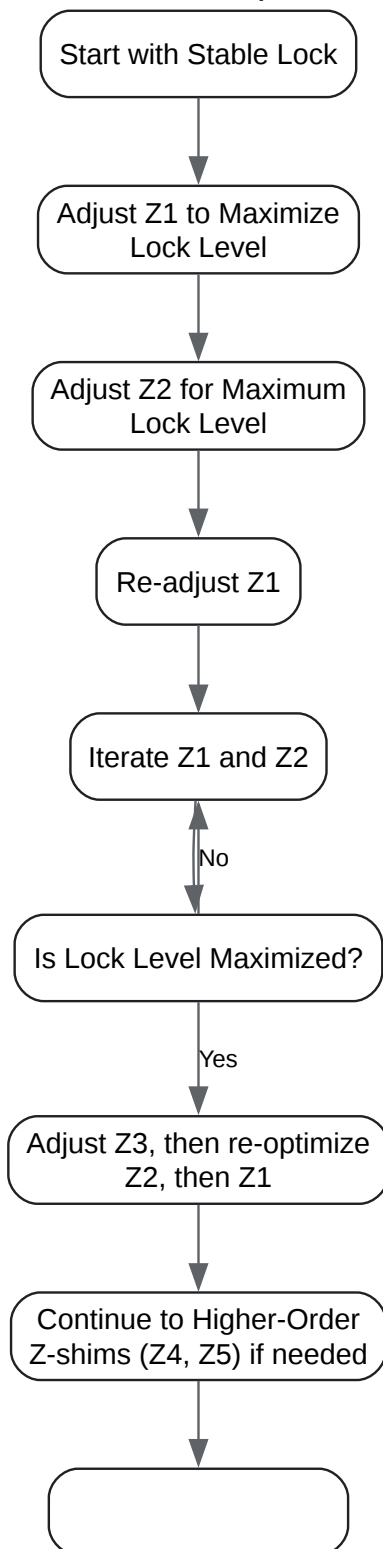 Start with Stable Lock
Adjust Z1 to Maximize
Lock Level
Adjust Z2 for Maximum
Lock Level
Re-adjust Z1
Iterate Z1 and Z2
No
Is Lock Level Maximized?
Yes
Adjust Z3, then re-optimize
Z2, then Z1
Continue to Higher-Order
Z-shims (Z4, Z5) if needed